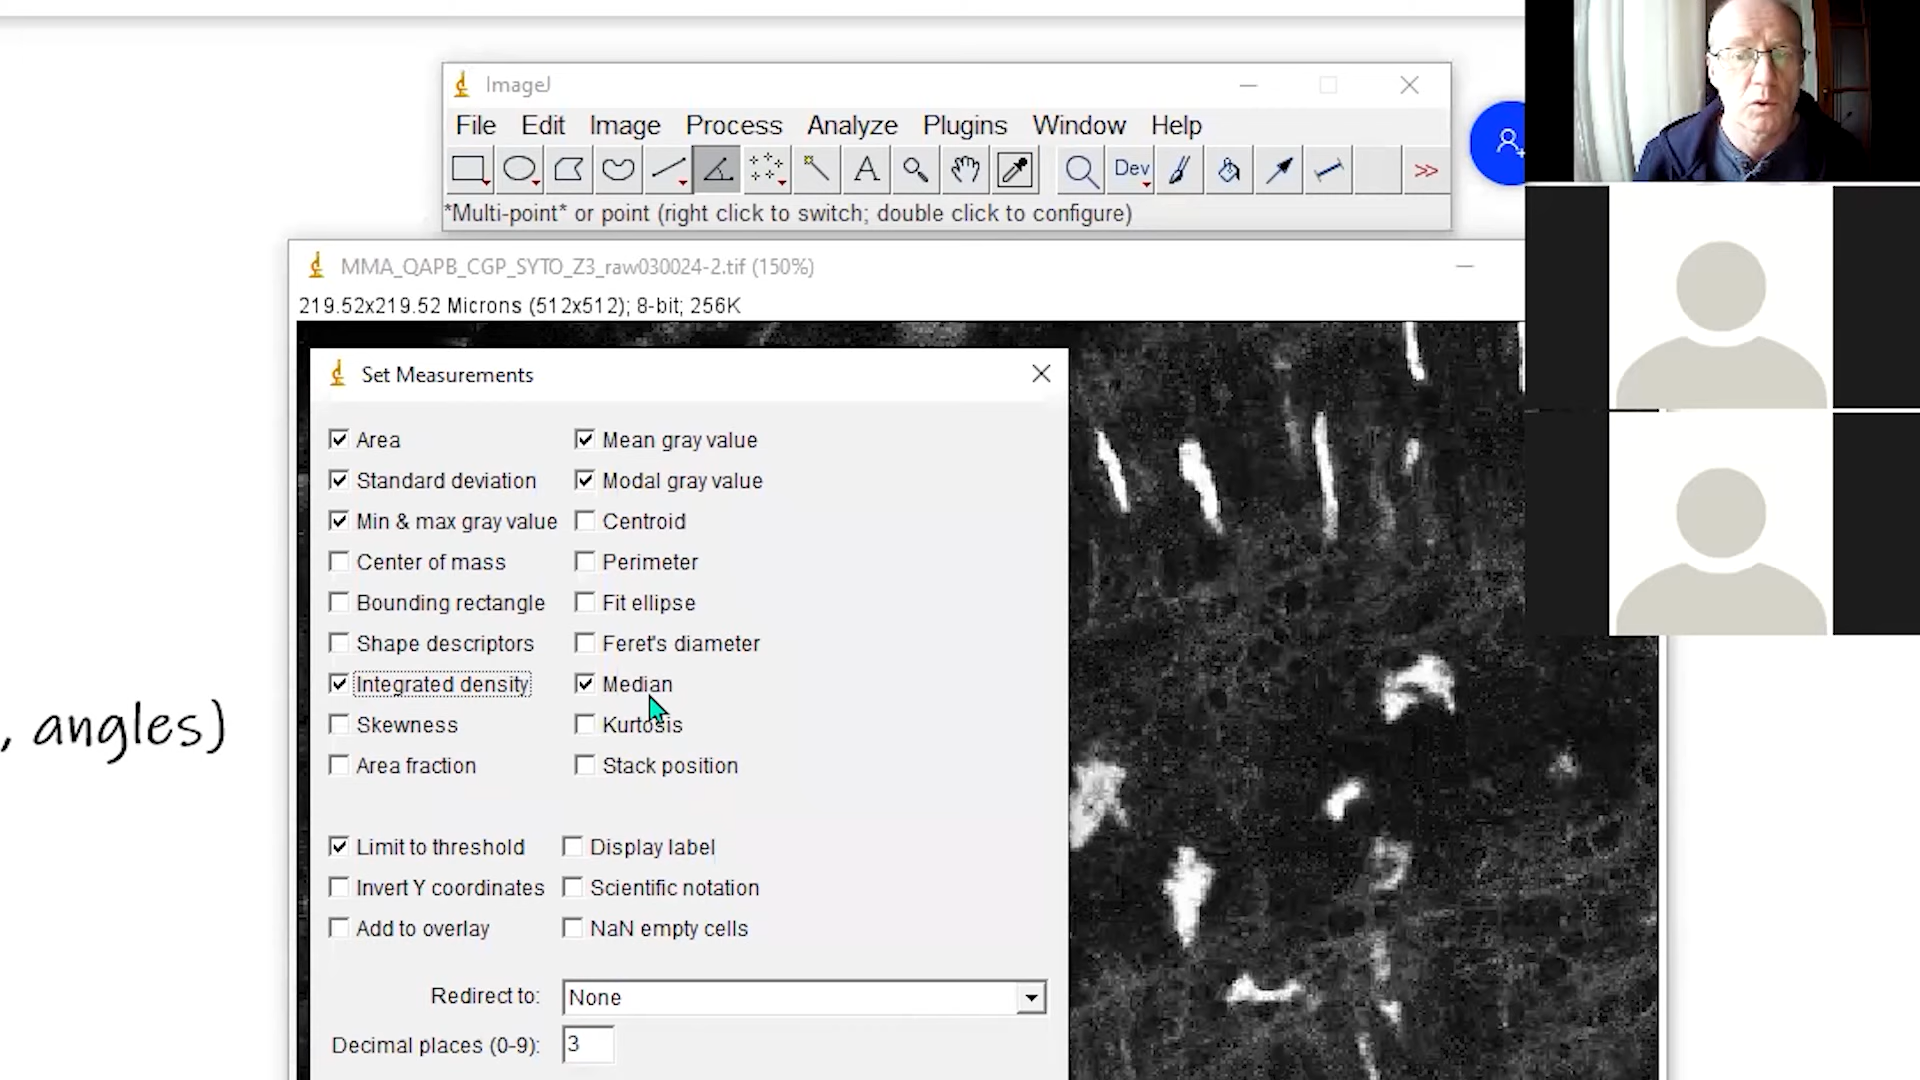 ImageJ
File Edit Image Process Analyze Plugins Window Help
A Dev >>
*Multi-point* or point (right click to switch; double click to configure)
MMA_QAPB_CGP_SYTO_Z3_raw030024-2.tif (150%)
219.52x219.52 Microns (512x512); 8-bit; 256K
Set Measurements
Area Mean gray value
Standard deviation Modal gray value
Min & max gray value Centroid
Center of mass Perimeter
Bounding rectangle Fit ellipse
Shape descriptors Feret's diameter
Integrated density Median
Skewness Kurtosis
Area fraction Stack position
Limit to threshold Display label
Invert Y coordinates Scientific notation
Add to overlay NaN empty cells
Redirect to: None
Decimal places (0-9): 3
, angles)